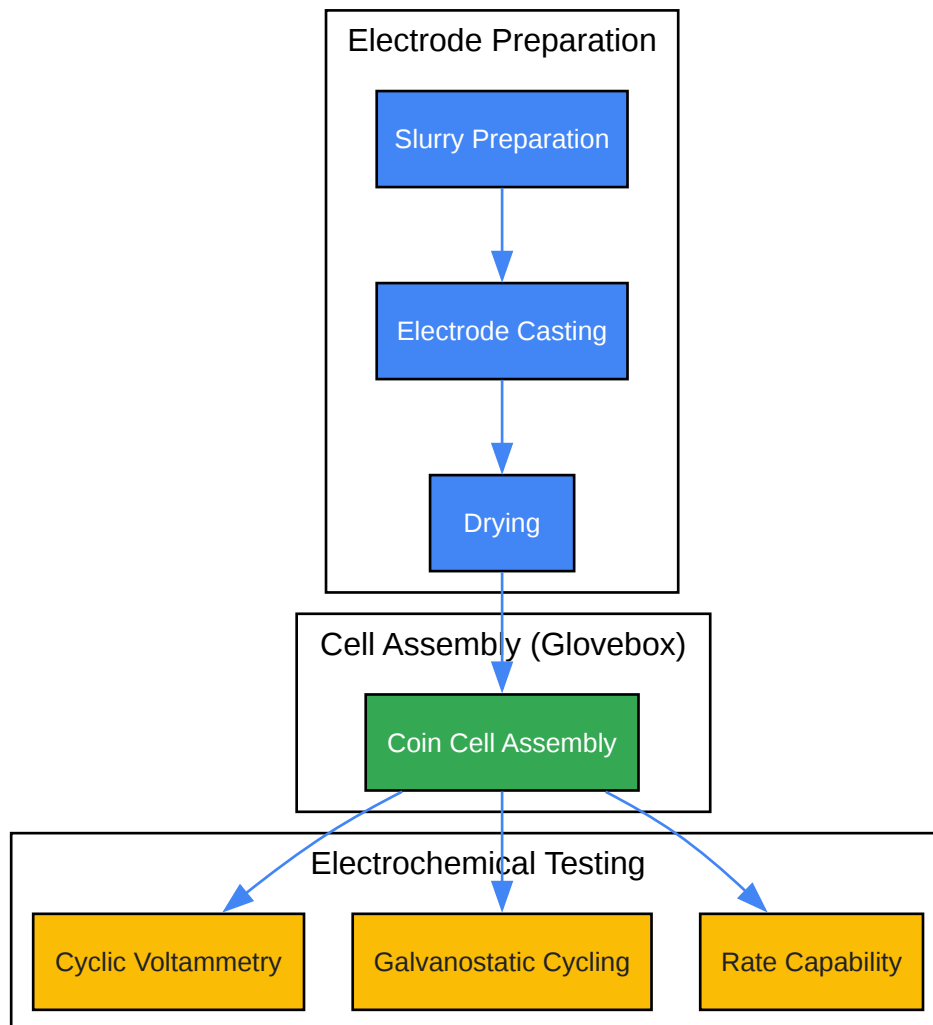 Electrode Preparation
Slurry Preparation
Electrode Casting
Drying
Cell Assembly (Glovebox)
Coin Cell Assembly
Electrochemical Testing
Cyclic Voltammetry
Galvanostatic Cycling
Rate Capability